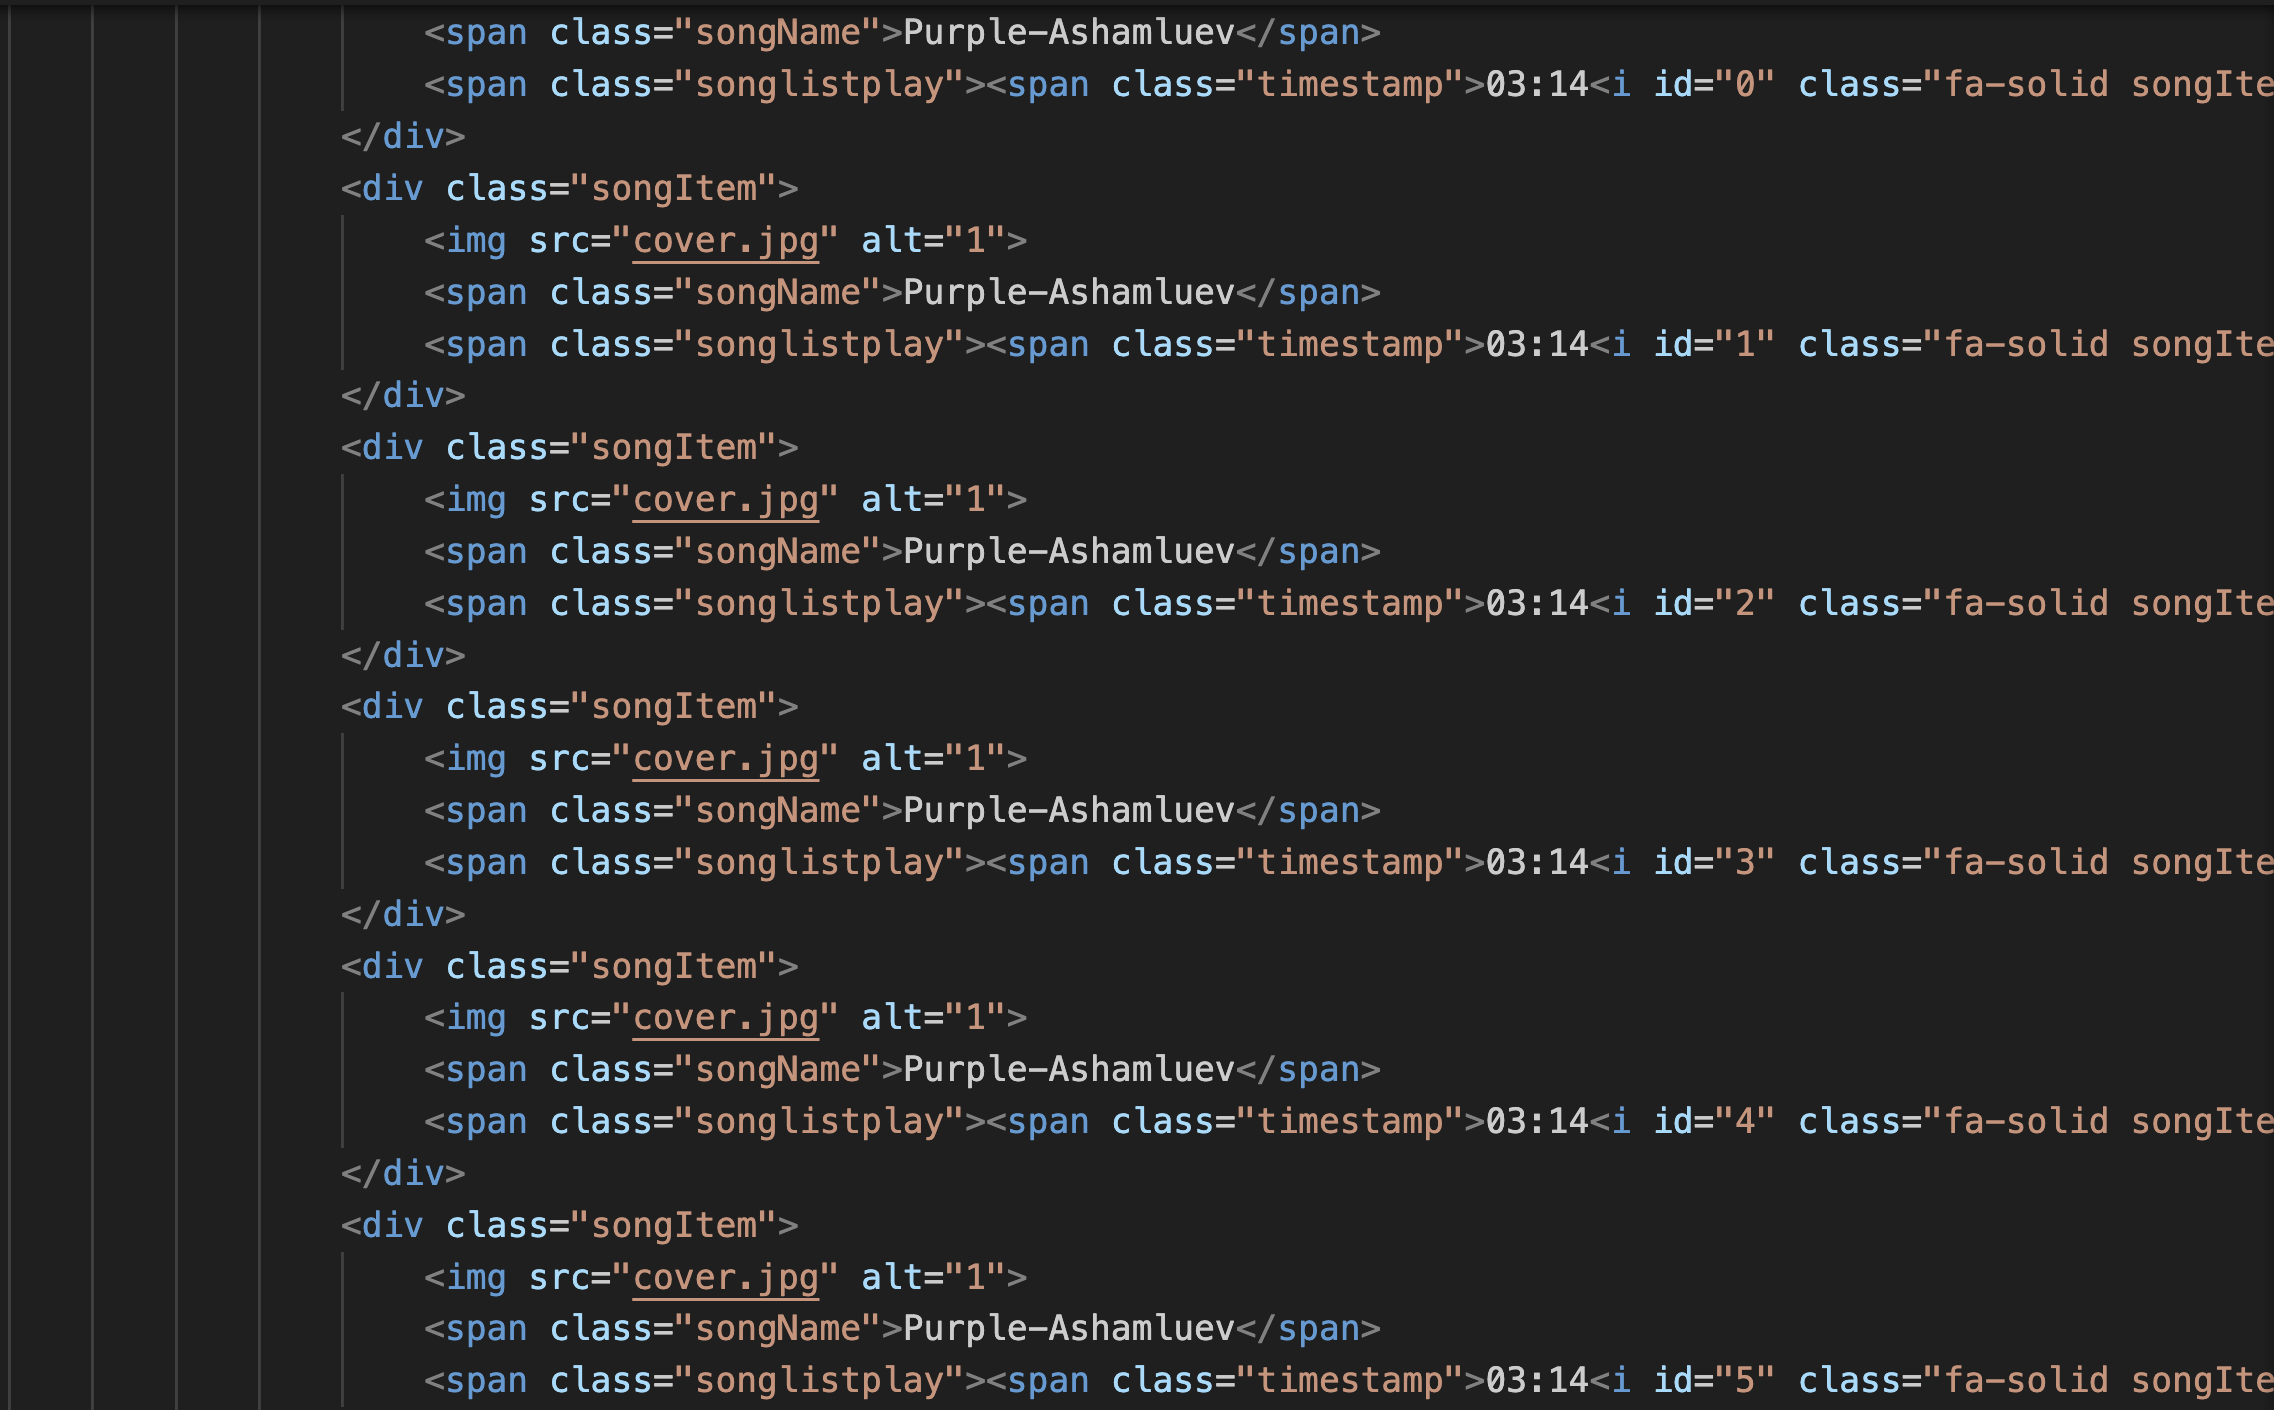 <span class="songName">Purple-Ashamluev</span>
<span class="songlistplay"><span class="timestamp">03:14<i id="0" class="fa-solid songIte
</div>
<div class="songItem">
<img src="cover.jpg" alt="1">
<span class="songName">Purple-Ashamluev</span>
<span class="songlistplay"><span class="timestamp">03:14<i id="1" class="fa-solid songIte
</div>
<div class="songItem">
<img src="cover.jpg" alt="1">
<span class="songName">Purple-Ashamluev</span>
<span class="songlistplay"><span class="timestamp">03:14<i id="2" class="fa-solid songIte
</div>
<div class="songItem">
<img src="cover.jpg" alt="1">
<span class="songName">Purple-Ashamluev</span>
<span class="songlistplay"><span class="timestamp">03:14<i id="3" class="fa-solid songIte
</div>
<div class="songItem">
<img src="cover.jpg" alt="1">
<span class="songName">Purple-Ashamluev</span>
<span class="songlistplay"><span class="timestamp">03:14<i id="4" class="fa-solid songIte
</div>
<div class="songItem">
<img src="cover.jpg" alt="1">
<span class="songName">Purple-Ashamluev</span>
<span class="songlistplay"><span class="timestamp">03:14<i id="5" class="fa-solid songIte